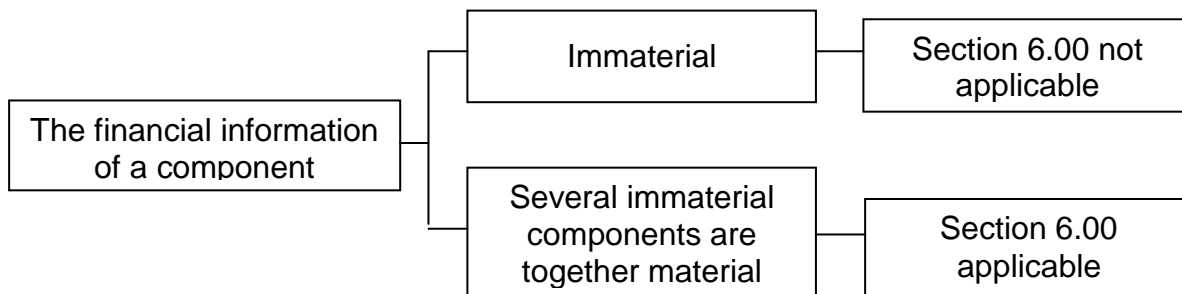 The financial information
of a component
Immaterial
Section 6.00 not
applicable
Several immaterial
components are
together material
Section 6.00
applicable